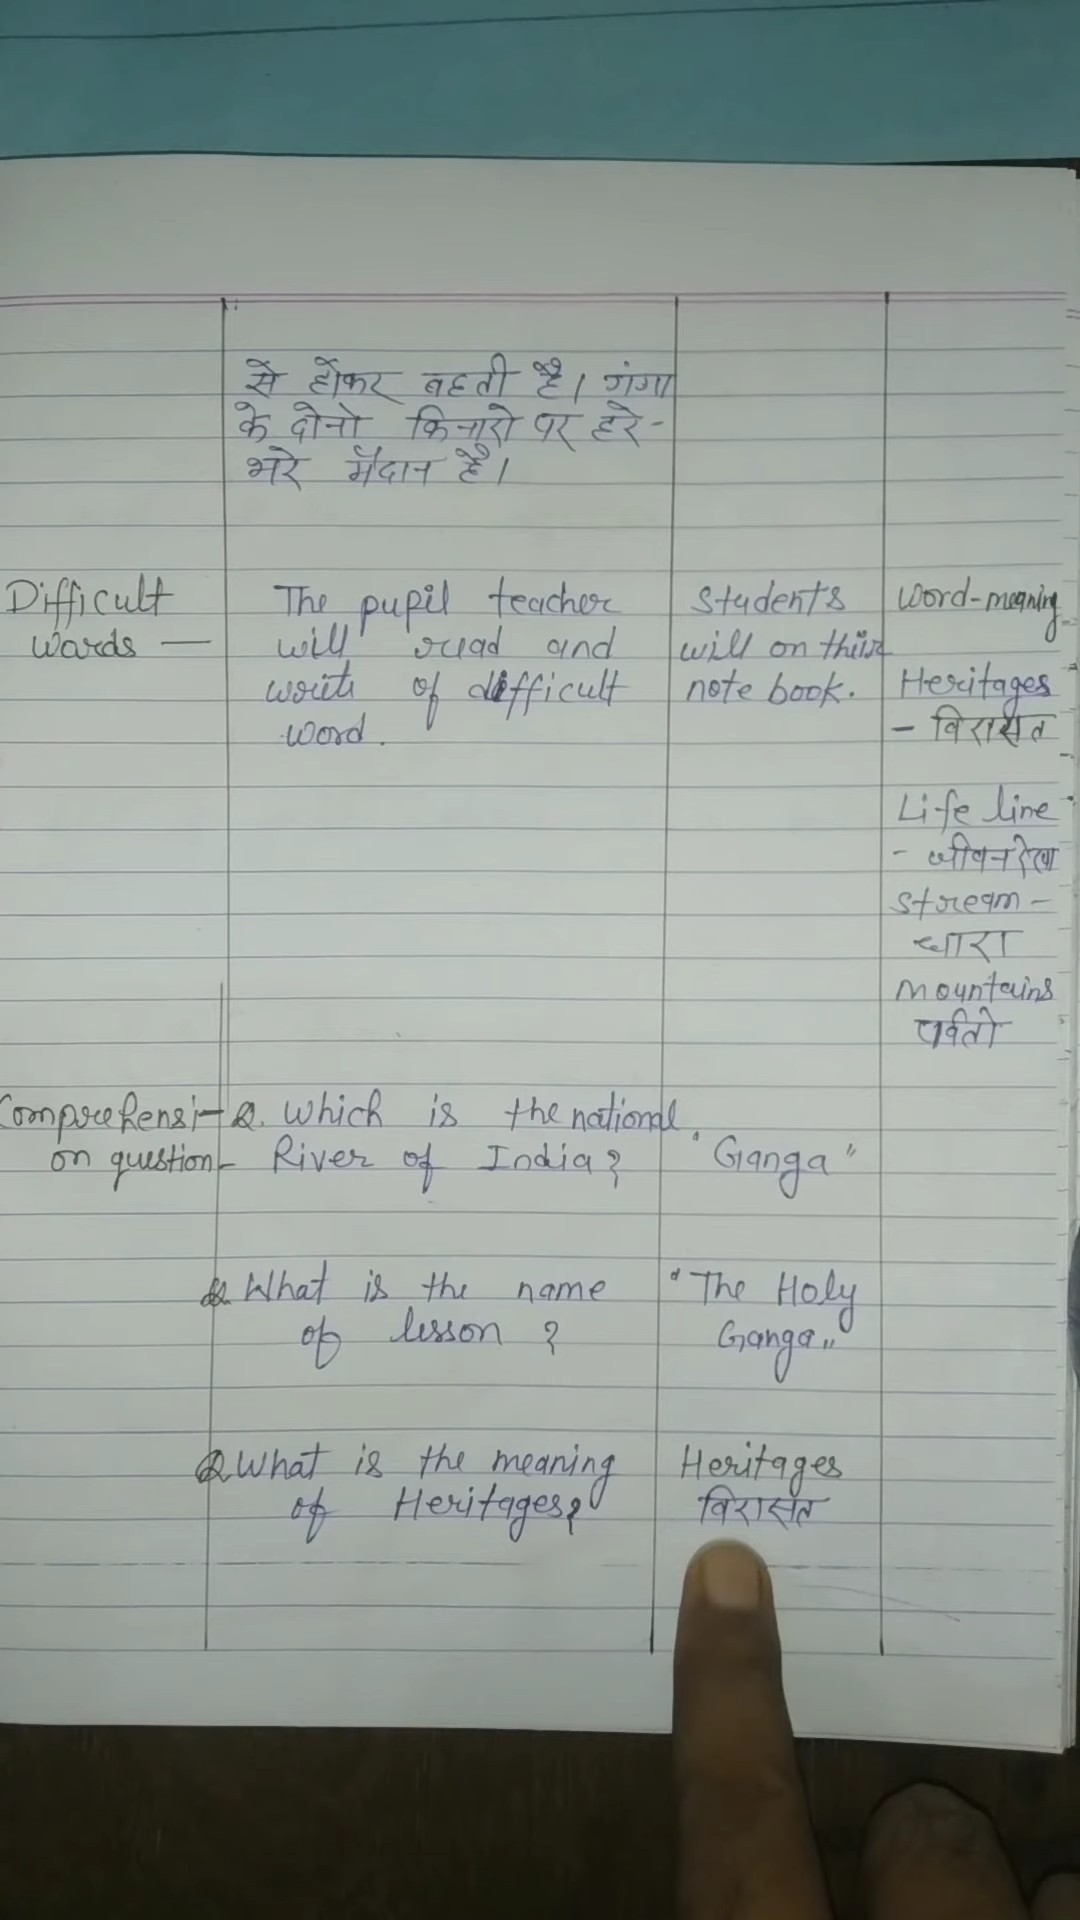 से होकर बहती है। गंगा
के दोनो किनारो पर हरे-
भरे मैदान है।
Difficult
Words —
The pupil teacher
will read and
write of difficult
word.
Students
will on their
note book.
Word-meaning
Heritages
- विरासत
Life line
- जीवन रेखा
Stream -
धारा
Mountains
पर्वतो
Comprehensi-
on question-
Q. Which is the national
River of India?
"Ganga"
Q. What is the name
of lesson?
"The Holy
Ganga"
Q What is the meaning
of Heritages?
Heritages
विरासत